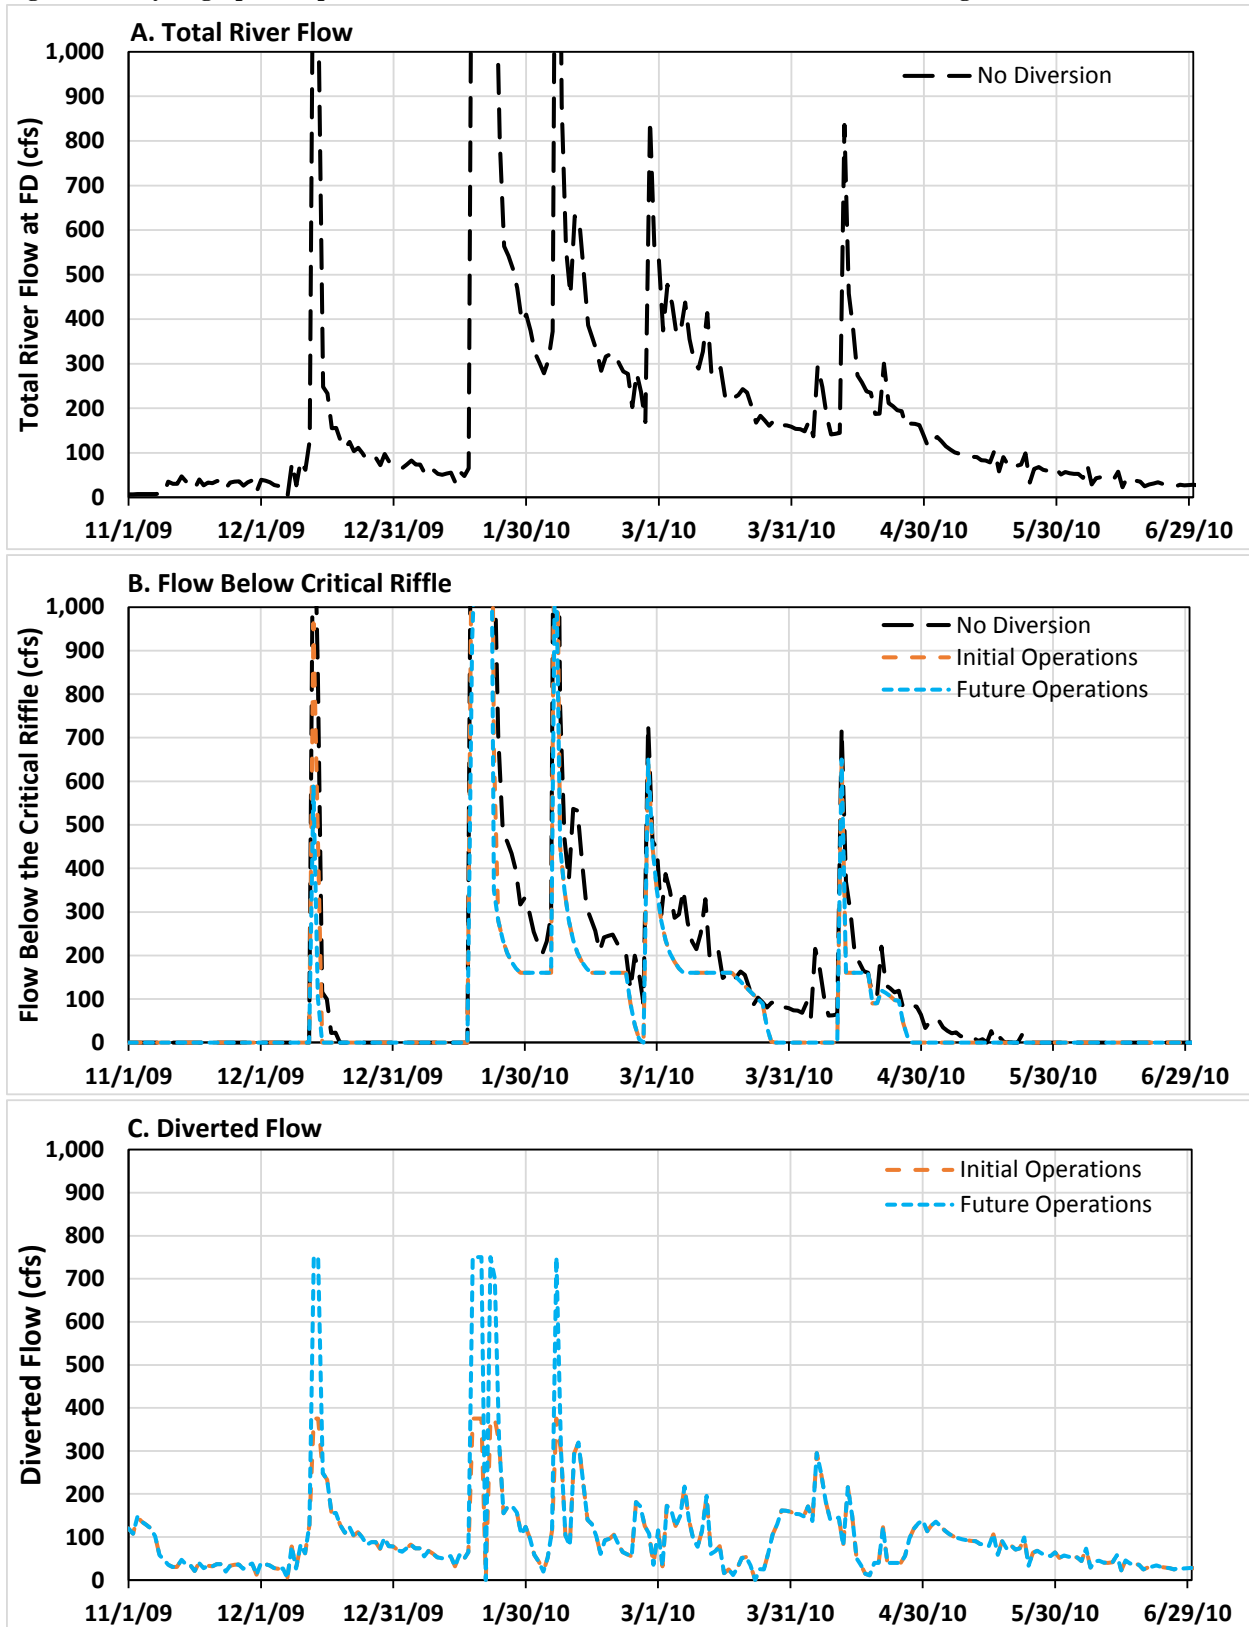 A. Total River Flow
No Diversion
Total River Flow at FD (cfs)
1,000
900
800
700
600
500
400
300
200
100
0
11/1/09 12/1/09 12/31/09 1/30/10 3/1/10 3/31/10 4/30/10 5/30/10 6/29/10
B. Flow Below Critical Riffle
No Diversion
Initial Operations
Future Operations
Flow Below the Critical Riffle (cfs)
1,000
900
800
700
600
500
400
300
200
100
0
11/1/09 12/1/09 12/31/09 1/30/10 3/1/10 3/31/10 4/30/10 5/30/10 6/29/10
C. Diverted Flow
Initial Operations
Future Operations
Diverted Flow (cfs)
1,000
900
800
700
600
500
400
300
200
100
0
11/1/09 12/1/09 12/31/09 1/30/10 3/1/10 3/31/10 4/30/10 5/30/10 6/29/10